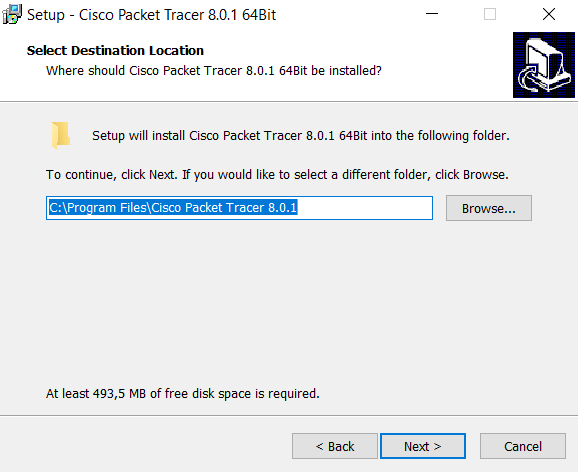 Setup - Cisco Packet Tracer 8.0.1 64Bit
Select Destination Location
Where should Cisco Packet Tracer 8.0.1 64Bit be installed?
Setup will install Cisco Packet Tracer 8.0.1 64Bit into the following folder.
To continue, click Next. If you would like to select a different folder, click Browse.
C:\Program Files\Cisco Packet Tracer 8.0.1
Browse...
At least 493,5 MB of free disk space is required.
< Back
Next >
Cancel